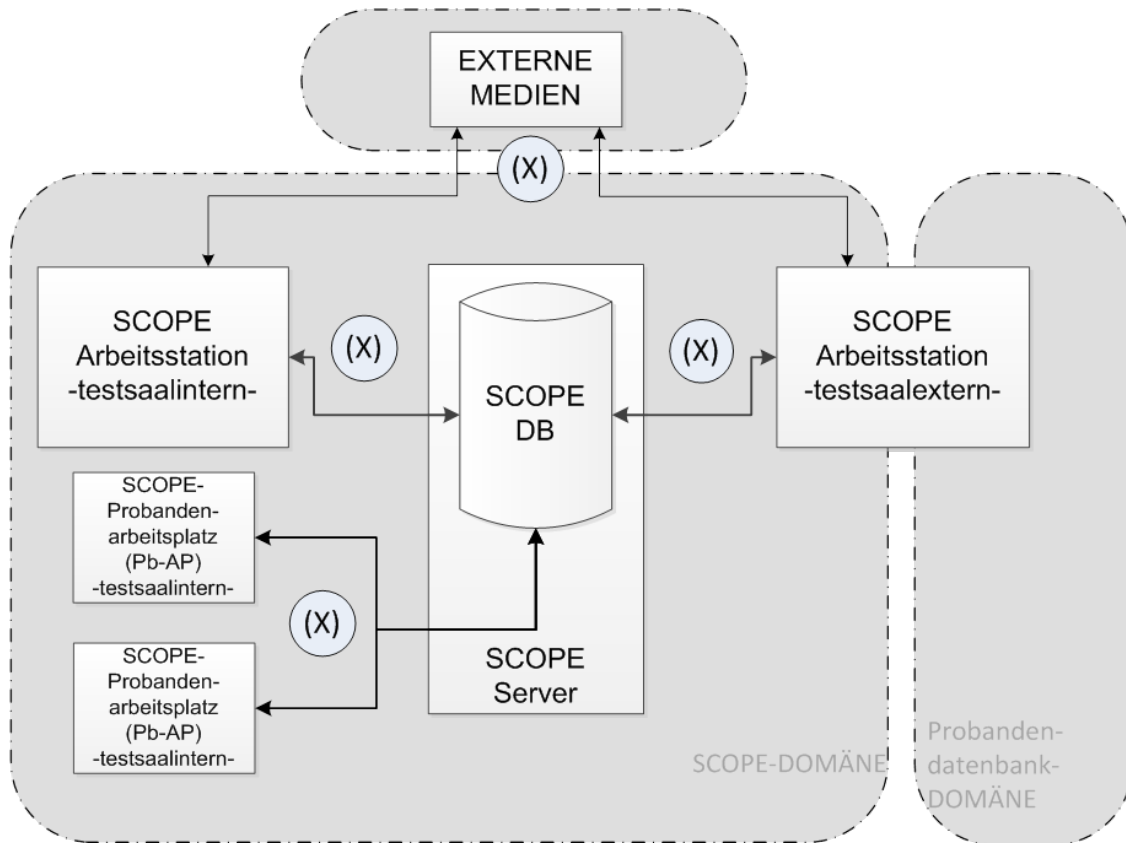 EXTERNE
MEDIEN
(X)
SCOPE
Arbeitsstation
-testsaalintern-
(X)
SCOPE
DB
(X)
SCOPE
Arbeitsstation
-testsaalextern-
SCOPE-
Probanden-
arbeitsplatz
(Pb-AP)
-testsaalintern-
(X)
SCOPE-
Probanden-
arbeitsplatz
(Pb-AP)
-testsaalintern-
SCOPE
Server
SCOPE-DOMÄNE
Probanden-
datenbank-
DOMÄNE